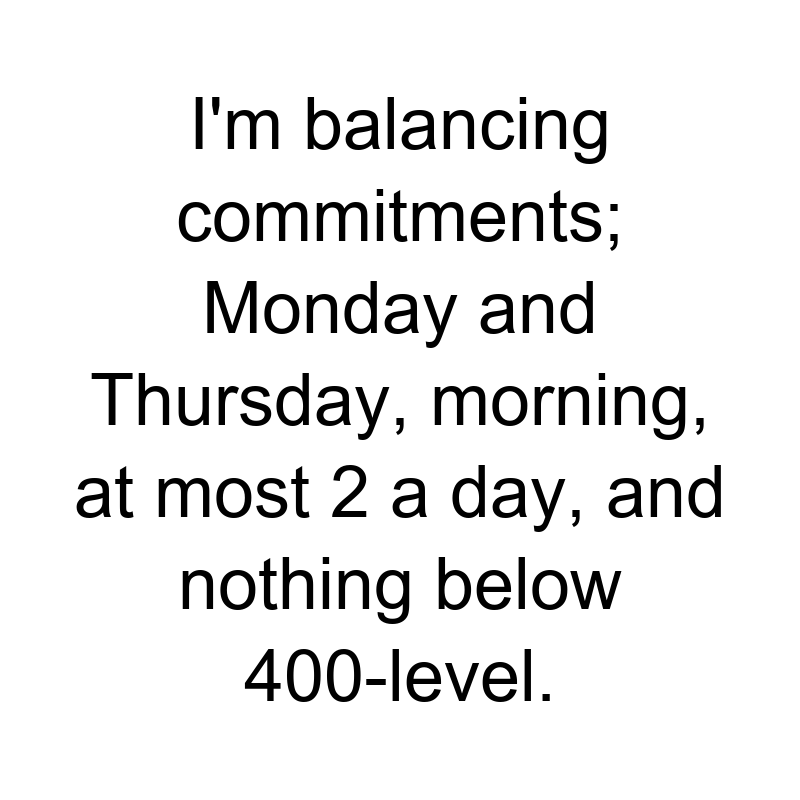 I'm balancing
commitments;
Monday and
Thursday, morning,
at most 2 a day, and
nothing below
400-level.